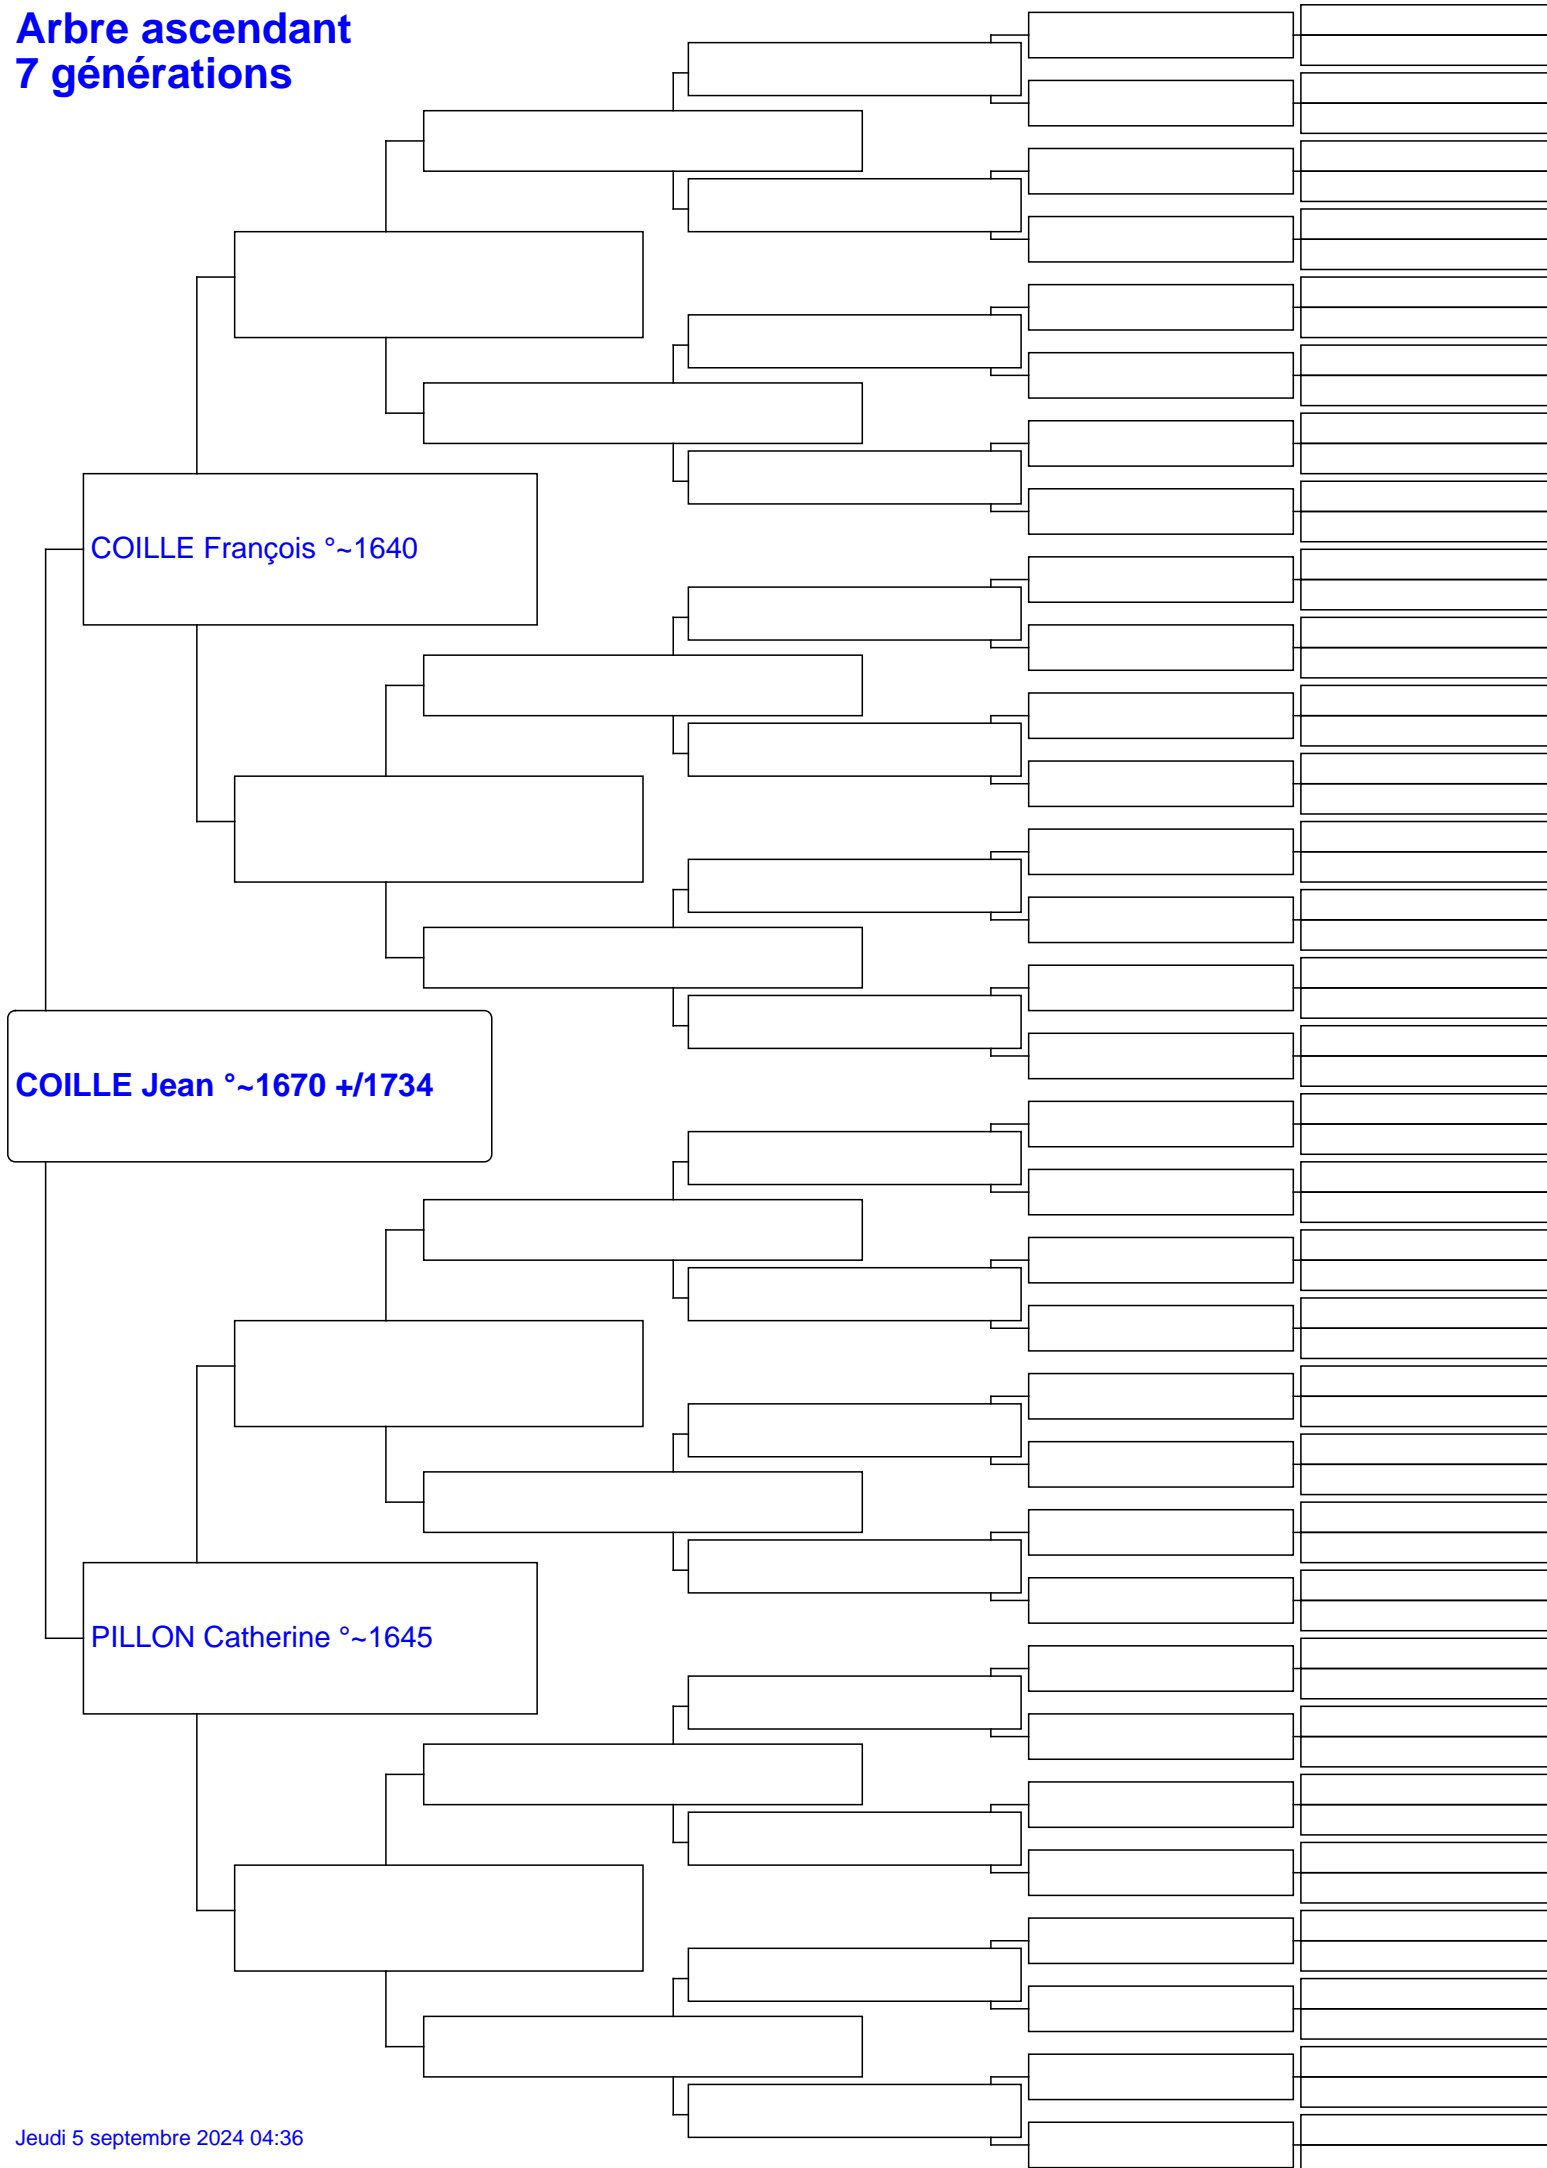 Arbre ascendant
7 générations
COILLE François °~1640
COILLE Jean °~1670 +/1734
PILLON Catherine °~1645
Jeudi 5 septembre 2024 04:36